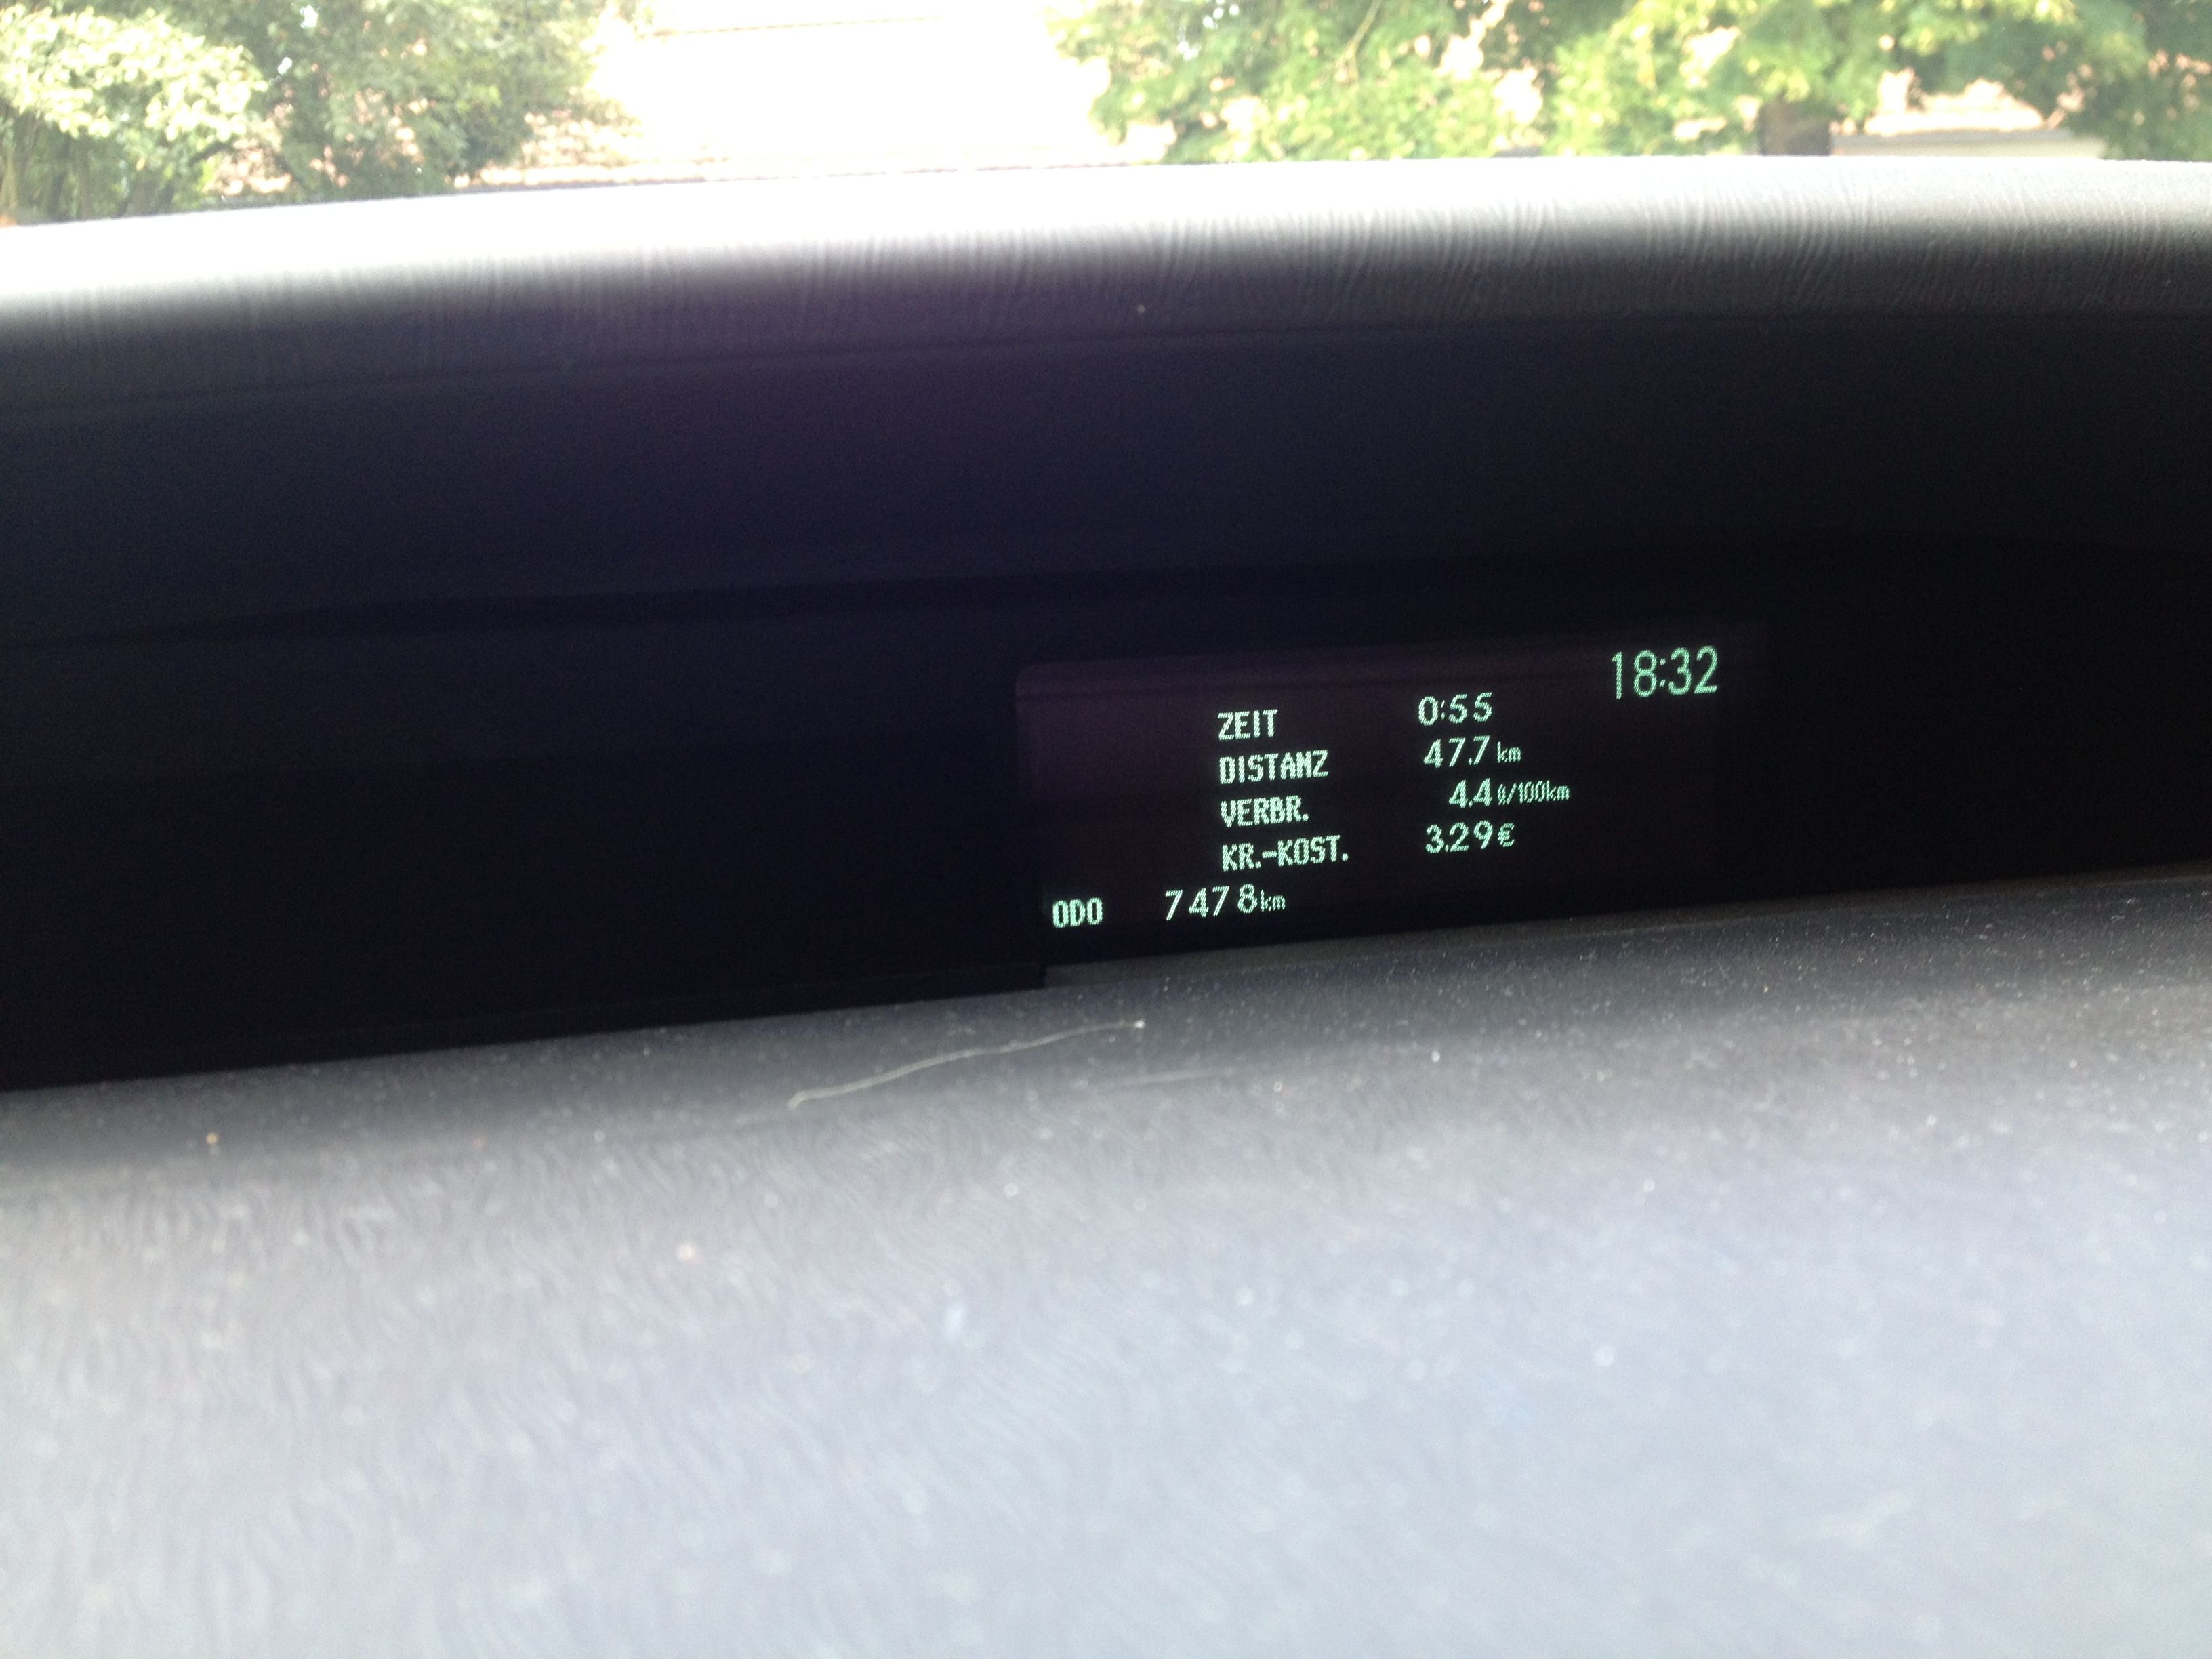 18:32
ZEIT 0:55
DISTANZ 47.7 km
VERBR. 4.4 ℓ/100km
KR.-KOST. 3.29 €
ODO 7478 km